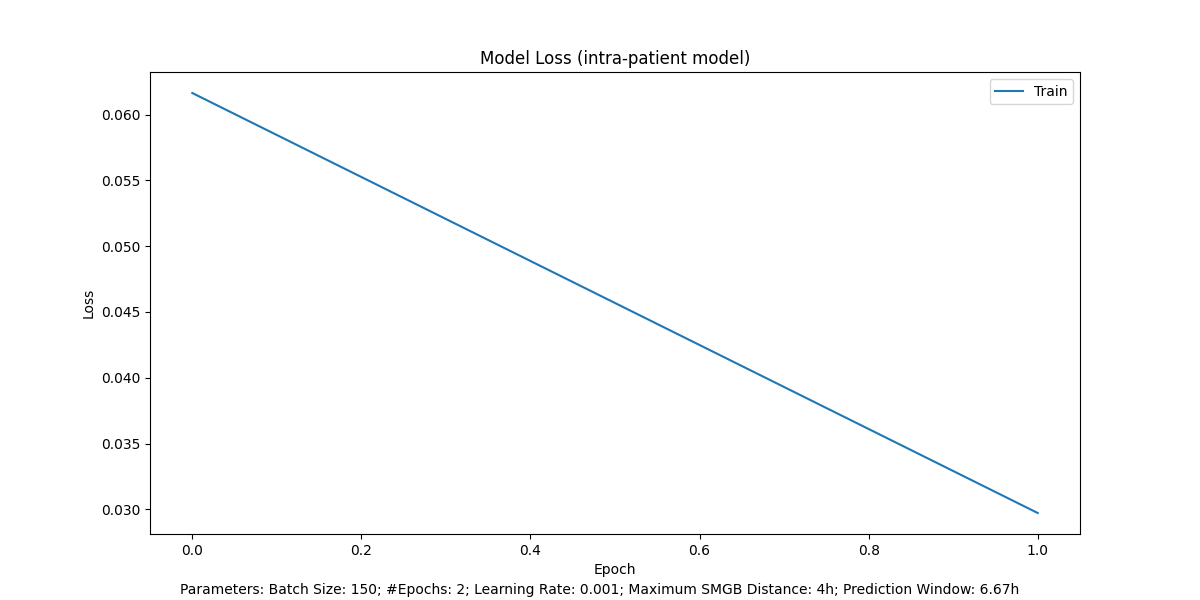 Model Loss (intra-patient model)
Train
0.060
0.055
0.050
0.045
0.040
0.035
0.030
Loss
0.0 0.2 0.4 0.6 0.8 1.0
Epoch
Parameters: Batch Size: 150; #Epochs: 2; Learning Rate: 0.001; Maximum SMGB Distance: 4h; Prediction Window: 6.67h